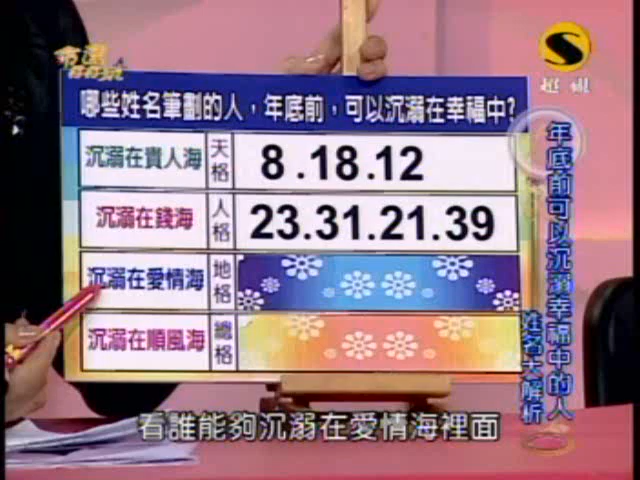 命運
好好玩
超視
哪些姓名筆劃的人，年底前，可以沉溺在幸福中?
沉溺在貴人海 天格 8.18.12
沉溺在錢海 人格 23.31.21.39
沉溺在愛情海 地格
沉溺在順風海 總格
年底前可以沉溺幸福中的人
姓名大解析
看誰能夠沉溺在愛情海裡面